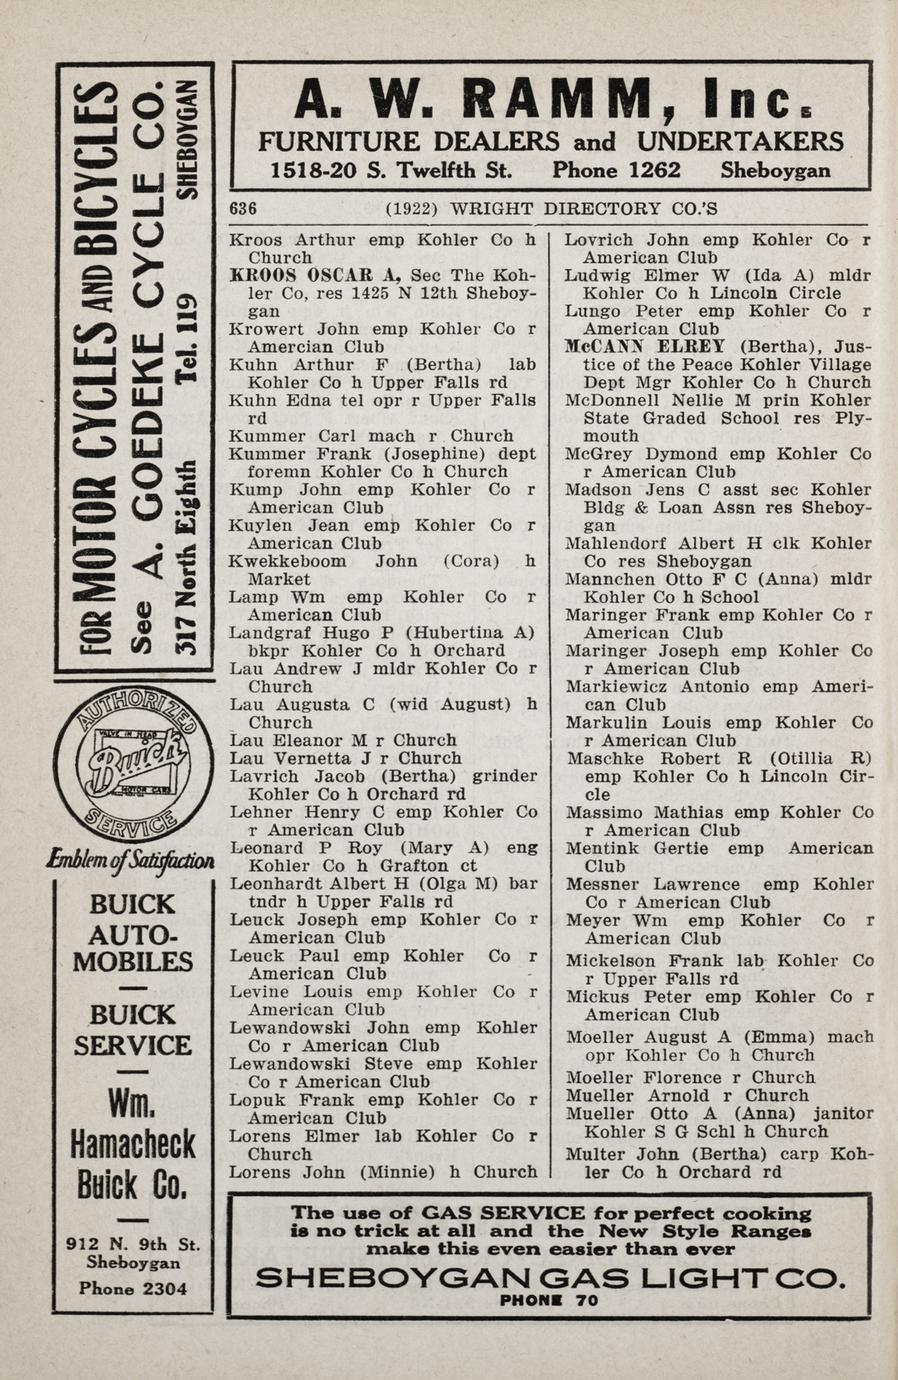 FOR MOTOR CYCLES AND BICYCLES
See A. GOEDEKE CYCLE CO.
317 North Eighth Tel. 119 SHEBOYGAN
AUTHORIZED
VALVE IN HEAD
Buick
MOTOR CARS
SERVICE
Emblem of Satisfaction
BUICK
AUTO-
MOBILES
BUICK
SERVICE
Wm.
Hamacheck
Buick Co.
912 N. 9th St.
Sheboygan
Phone 2304
A. W. RAMM, Inc.
FURNITURE DEALERS and UNDERTAKERS
1518-20 S. Twelfth St. Phone 1262 Sheboygan
636 (1922) WRIGHT DIRECTORY CO.'S
Kroos Arthur emp Kohler Co h
Church
KROOS OSCAR A, Sec The Koh-
ler Co, res 1425 N 12th Sheboy-
gan
Krowert John emp Kohler Co r
Amercian Club
Kuhn Arthur F (Bertha) lab
Kohler Co h Upper Falls rd
Kuhn Edna tel opr r Upper Falls
rd
Kummer Carl mach r Church
Kummer Frank (Josephine) dept
foremn Kohler Co h Church
Kump John emp Kohler Co r
American Club
Kuylen Jean emp Kohler Co r
American Club
Kwekkeboom John (Cora) h
Market
Lamp Wm emp Kohler Co r
American Club
Landgraf Hugo P (Hubertina A)
bkpr Kohler Co h Orchard
Lau Andrew J mldr Kohler Co r
Church
Lau Augusta C (wid August) h
Church
Lau Eleanor M r Church
Lau Vernetta J r Church
Lavrich Jacob (Bertha) grinder
Kohler Co h Orchard rd
Lehner Henry C emp Kohler Co
r American Club
Leonard P Roy (Mary A) eng
Kohler Co h Grafton ct
Leonhardt Albert H (Olga M) bar
tndr h Upper Falls rd
Leuck Joseph emp Kohler Co r
American Club
Leuck Paul emp Kohler Co r
American Club
Levine Louis emp Kohler Co r
American Club
Lewandowski John emp Kohler
Co r American Club
Lewandowski Steve emp Kohler
Co r American Club
Lopuk Frank emp Kohler Co r
American Club
Lorens Elmer lab Kohler Co r
Church
Lorens John (Minnie) h Church
Lovrich John emp Kohler Co r
American Club
Ludwig Elmer W (Ida A) mldr
Kohler Co h Lincoln Circle
Lungo Peter emp Kohler Co r
American Club
McCANN ELREY (Bertha), Jus-
tice of the Peace Kohler Village
Dept Mgr Kohler Co h Church
McDonnell Nellie M prin Kohler
State Graded School res Ply-
mouth
McGrey Dymond emp Kohler Co
r American Club
Madson Jens C asst sec Kohler
Bldg & Loan Assn res Sheboy-
gan
Mahlendorf Albert H clk Kohler
Co res Sheboygan
Mannchen Otto F C (Anna) mldr
Kohler Co h School
Maringer Frank emp Kohler Co r
American Club
Maringer Joseph emp Kohler Co
r American Club
Markiewicz Antonio emp Ameri-
can Club
Markulin Louis emp Kohler Co
r American Club
Maschke Robert R (Otillia R)
emp Kohler Co h Lincoln Cir-
cle
Massimo Mathias emp Kohler Co
r American Club
Mentink Gertie emp American
Club
Messner Lawrence emp Kohler
Co r American Club
Meyer Wm emp Kohler Co r
American Club
Mickelson Frank lab Kohler Co
r Upper Falls rd
Mickus Peter emp Kohler Co r
American Club
Moeller August A (Emma) mach
opr Kohler Co h Church
Moeller Florence r Church
Mueller Arnold r Church
Mueller Otto A (Anna) janitor
Kohler S G Schl h Church
Multer John (Bertha) carp Koh-
ler Co h Orchard rd
The use of GAS SERVICE for perfect cooking
is no trick at all and the New Style Ranges
make this even easier than ever
SHEBOYGAN GAS LIGHT CO.
PHONE 70